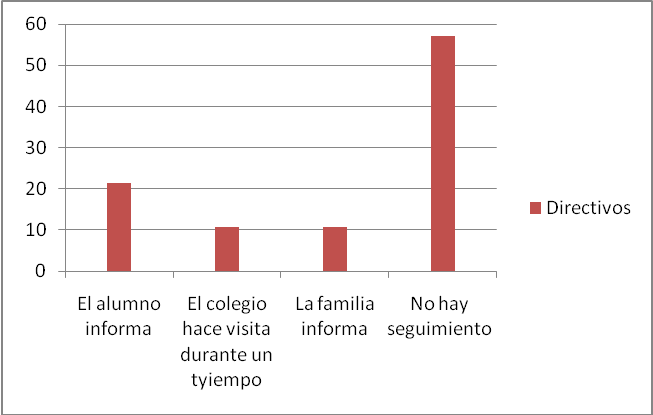 60
50
40
30
20
10
0
El alumno
informa
El colegio
hace visita
durante un
tyiempo
La familia
informa
No hay
seguimiento
Directivos